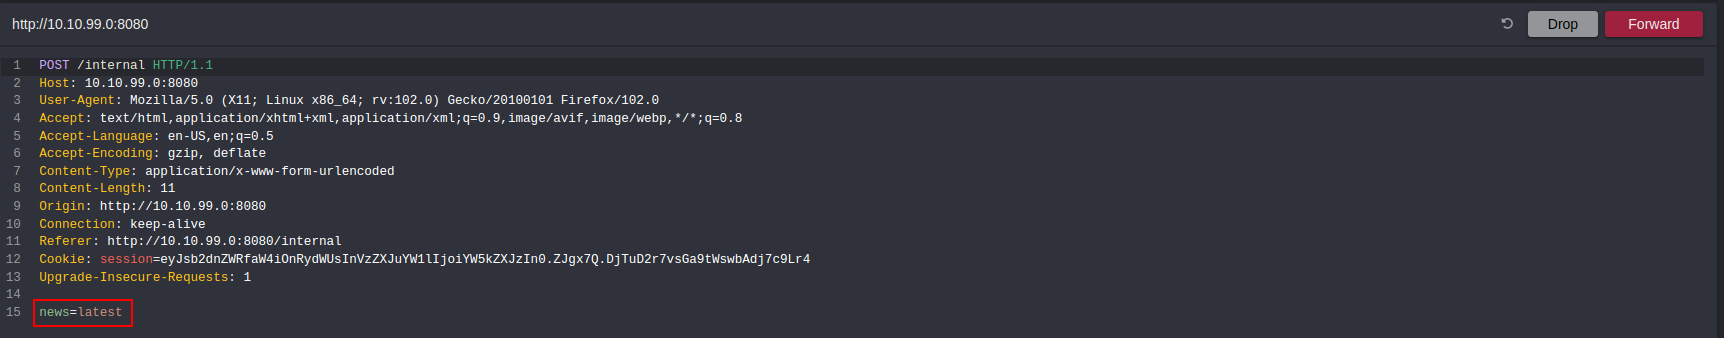 http://10.10.99.0:8080 Drop Forward
1 POST /internal HTTP/1.1
2 Host: 10.10.99.0:8080
3 User-Agent: Mozilla/5.0 (X11; Linux x86_64; rv:102.0) Gecko/20100101 Firefox/102.0
4 Accept: text/html,application/xhtml+xml,application/xml;q=0.9,image/avif,image/webp,*/*;q=0.8
5 Accept-Language: en-US,en;q=0.5
6 Accept-Encoding: gzip, deflate
7 Content-Type: application/x-www-form-urlencoded
8 Content-Length: 11
9 Origin: http://10.10.99.0:8080
10 Connection: keep-alive
11 Referer: http://10.10.99.0:8080/internal
12 Cookie: session=eyJsb2dnZWRfaW4iOnRydWUsInVzZXJuYW1lIjoiYW5kZXJzIn0.ZJgx7Q.DjTuD2r7vsGa9tWswbAdj7c9Lr4
13 Upgrade-Insecure-Requests: 1
14
15 news=latest